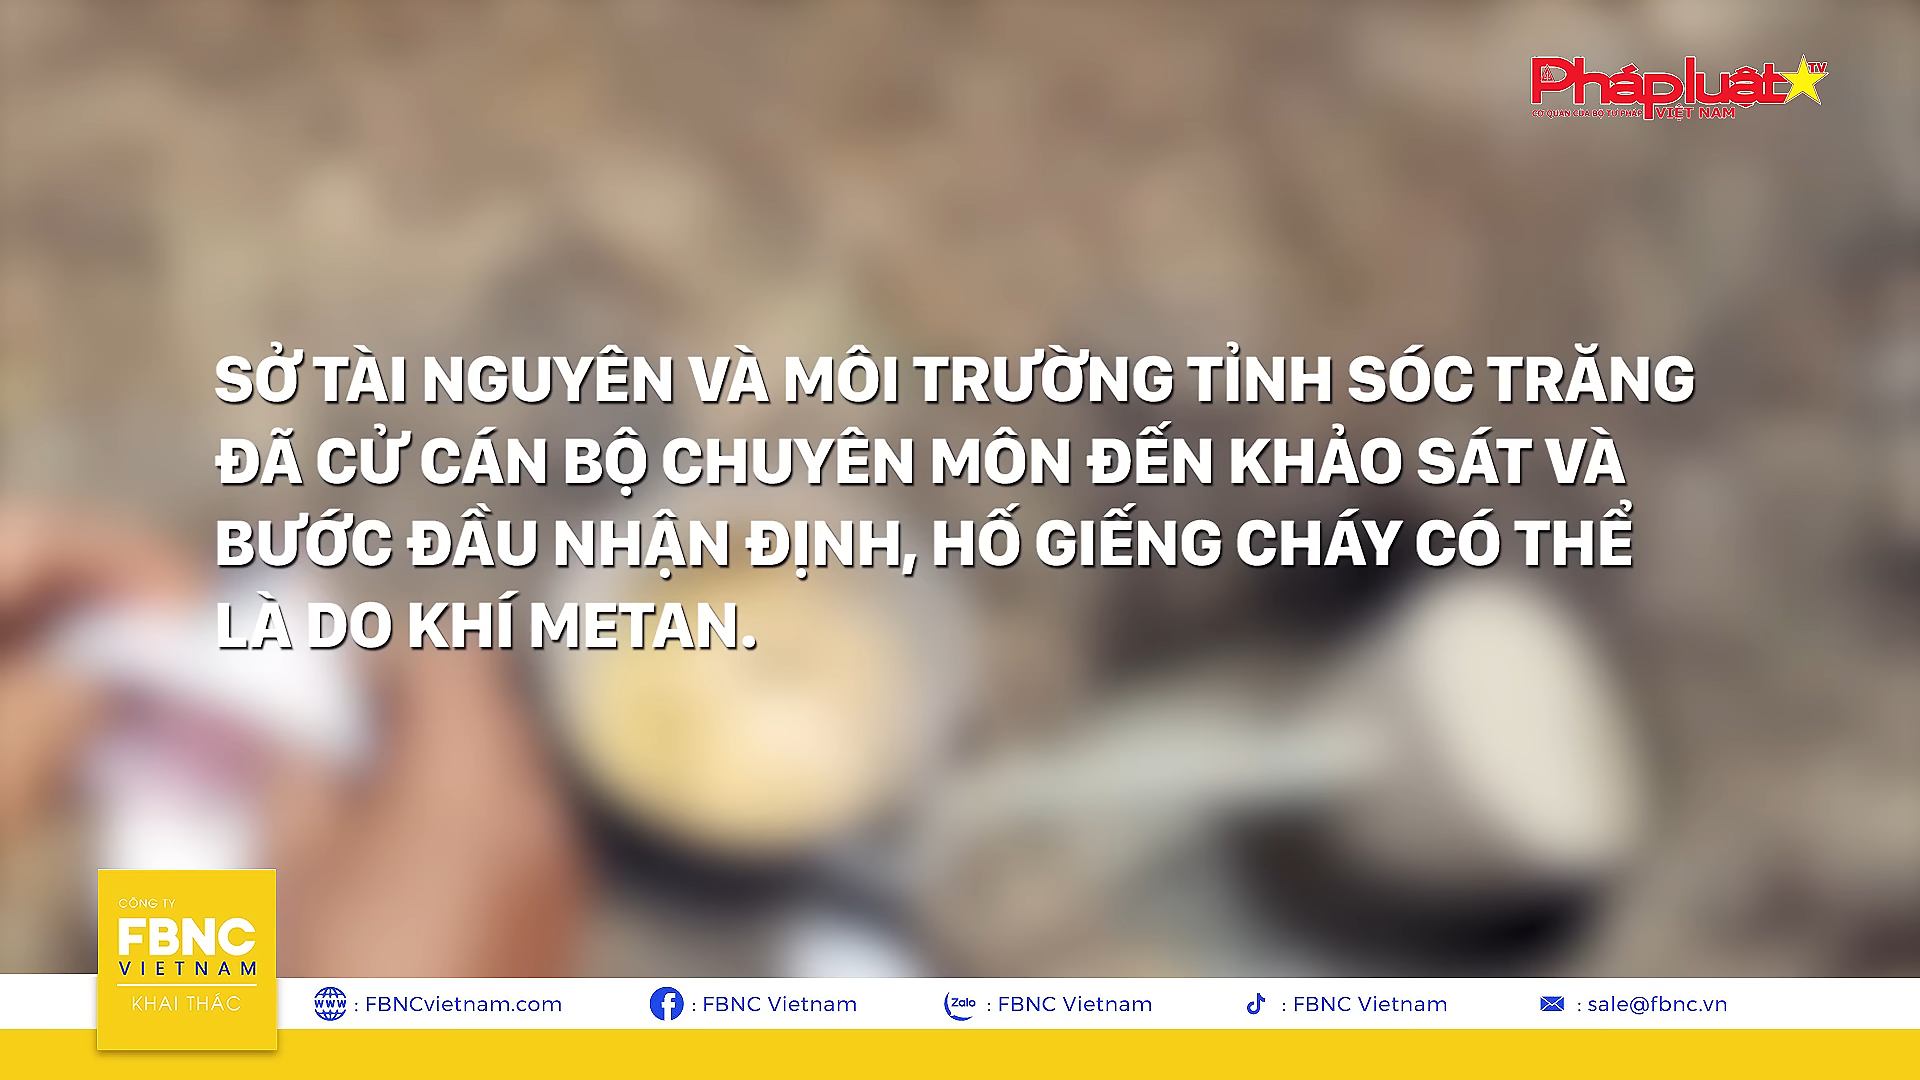 Pháp luật TV
CƠ QUAN CỦA BỘ TƯ PHÁP VIỆT NAM
SỞ TÀI NGUYÊN VÀ MÔI TRƯỜNG TỈNH SÓC TRĂNG
ĐÃ CỬ CÁN BỘ CHUYÊN MÔN ĐẾN KHẢO SÁT VÀ
BƯỚC ĐẦU NHẬN ĐỊNH, HỐ GIẾNG CHÁY CÓ THỂ
LÀ DO KHÍ METAN.
CÔNG TY
FBNC
VIETNAM
KHAI THÁC
www : FBNCvietnam.com
: FBNC Vietnam
Zalo : FBNC Vietnam
: FBNC Vietnam
: sale@fbnc.vn